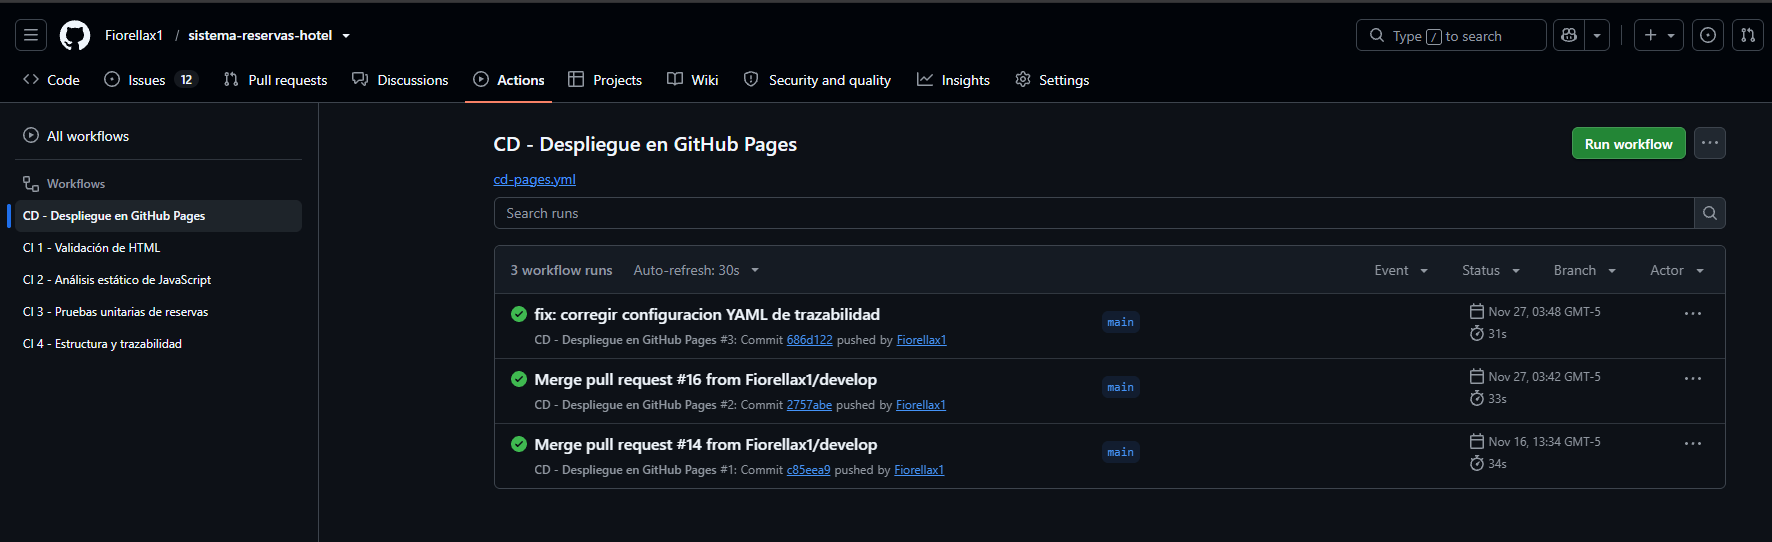 Fiorellax1 / sistema-reservas-hotel
Type / to search
Code
Issues 12
Pull requests
Discussions
Actions
Projects
Wiki
Security and quality
Insights
Settings
All workflows
Workflows
CD - Despliegue en GitHub Pages
CI 1 - Validación de HTML
CI 2 - Análisis estático de JavaScript
CI 3 - Pruebas unitarias de reservas
CI 4 - Estructura y trazabilidad
CD - Despliegue en GitHub Pages
Run workflow
cd-pages.yml
Search runs
3 workflow runs Auto-refresh: 30s Event Status Branch Actor
fix: corregir configuracion YAML de trazabilidad
CD - Despliegue en GitHub Pages #3: Commit 686d122 pushed by Fiorellax1
main
Nov 27, 03:48 GMT-5
31s
Merge pull request #16 from Fiorellax1/develop
CD - Despliegue en GitHub Pages #2: Commit 2757abe pushed by Fiorellax1
main
Nov 27, 03:42 GMT-5
33s
Merge pull request #14 from Fiorellax1/develop
CD - Despliegue en GitHub Pages #1: Commit c85eea9 pushed by Fiorellax1
main
Nov 16, 13:34 GMT-5
34s